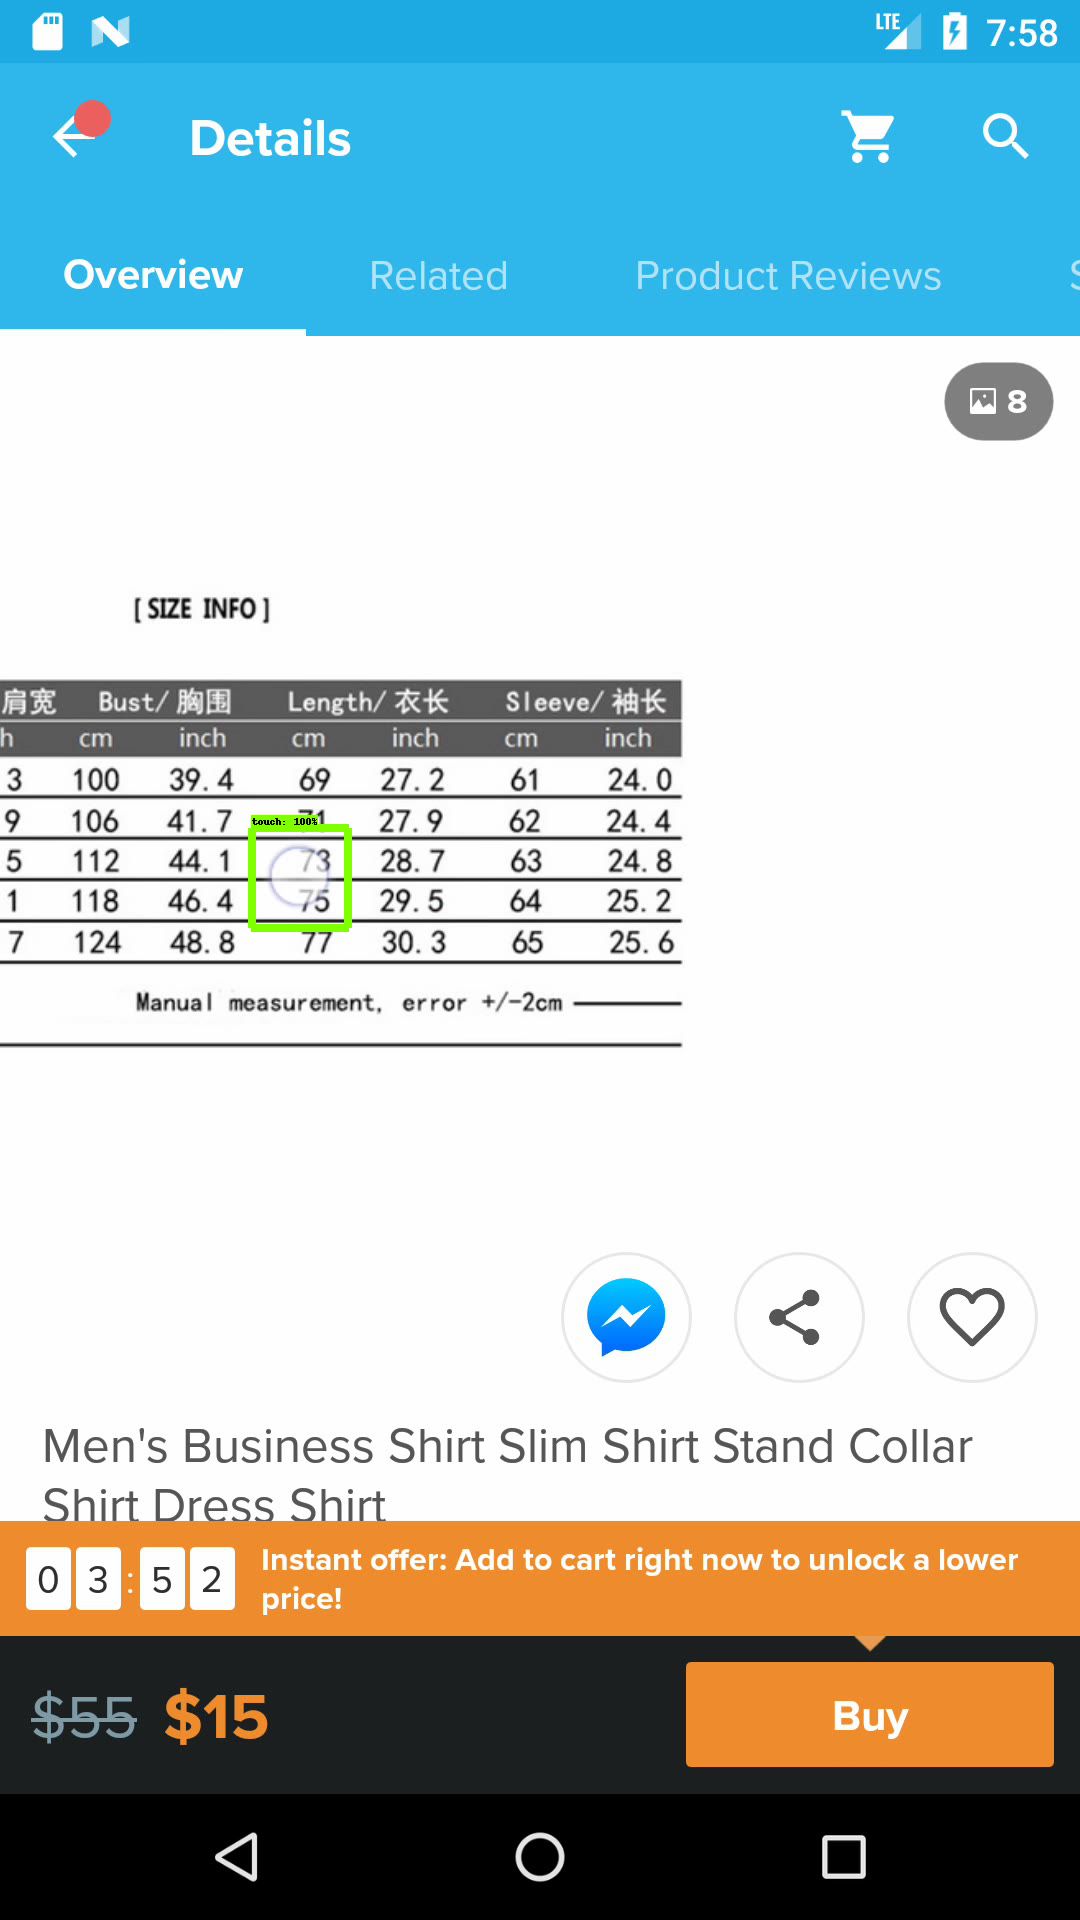 LTE 7:58
Details
Overview Related Product Reviews S
8
[ SIZE INFO ]
肩宽 Bust/ 胸围 Length/ 衣长 Sleeve/ 袖长
h cm inch cm inch cm inch
3 100 39.4 69 27.2 61 24.0
9 106 41.7 71 27.9 62 24.4
touch: 100%
5 112 44.1 73 28.7 63 24.8
1 118 46.4 75 29.5 64 25.2
7 124 48.8 77 30.3 65 25.6
Manual measurement, error +/-2cm
Men's Business Shirt Slim Shirt Stand Collar
Shirt Dress Shirt
03:52 Instant offer: Add to cart right now to unlock a lower
price!
$55 $15 Buy